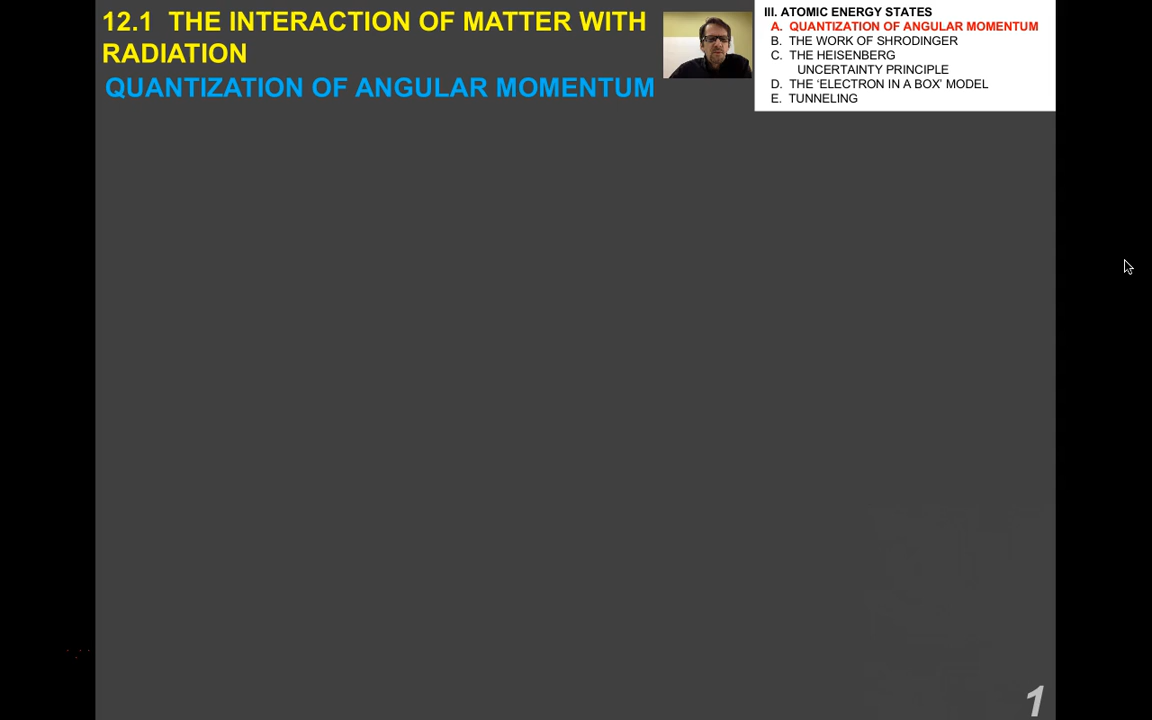 12.1 THE INTERACTION OF MATTER WITH
RADIATION
QUANTIZATION OF ANGULAR MOMENTUM
III. ATOMIC ENERGY STATES
A. QUANTIZATION OF ANGULAR MOMENTUM
B. THE WORK OF SHRODINGER
C. THE HEISENBERG
UNCERTAINTY PRINCIPLE
D. THE ‘ELECTRON IN A BOX’ MODEL
E. TUNNELING
1